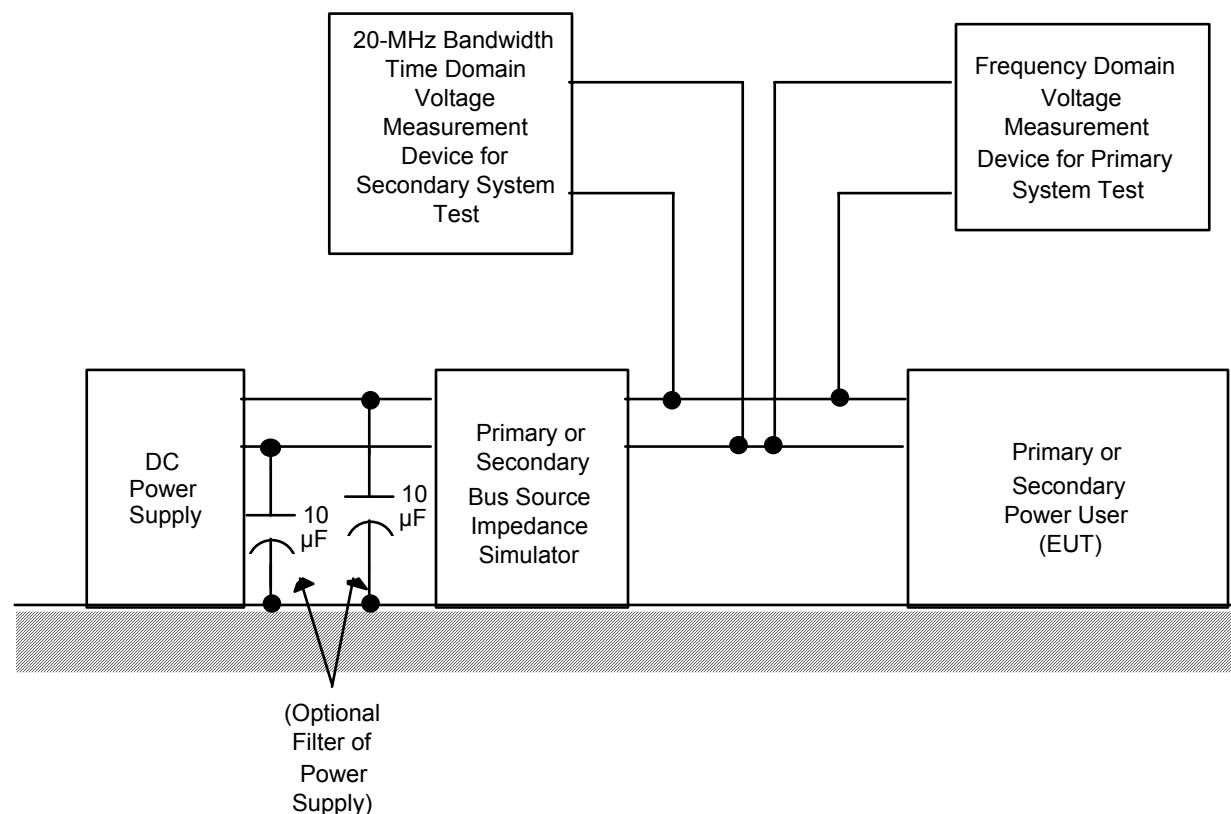 20-MHz Bandwidth
Time Domain
Voltage
Measurement
Device for
Secondary System
Test
Frequency Domain
Voltage
Measurement
Device for Primary
System Test
DC
Power
Supply
10
µF
10
µF
Primary or
Secondary
Bus Source
Impedance
Simulator
Primary or
Secondary
Power User
(EUT)
(Optional
Filter of
Power
Supply)